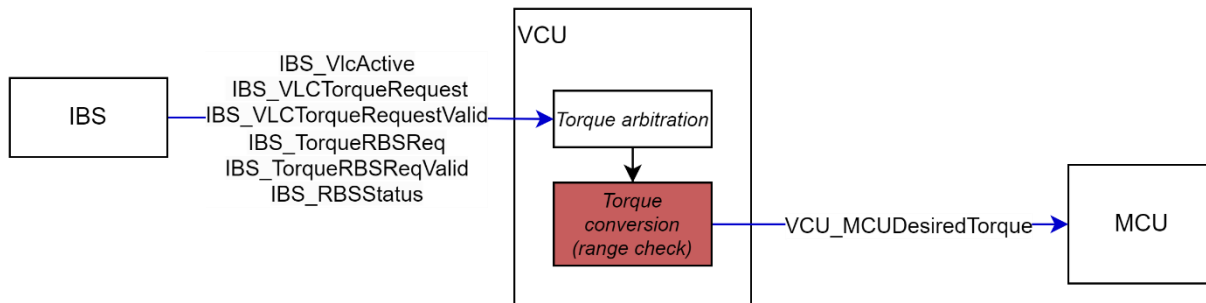 VCU
IBS
IBS_VlcActive
IBS_VLCTorqueRequest
IBS_VLCTorqueRequestValid
IBS_TorqueRBSReq
IBS_TorqueRBSReqValid
IBS_RBSStatus
Torque arbitration
Torque
conversion
(range check)
VCU_MCUDesiredTorque
MCU